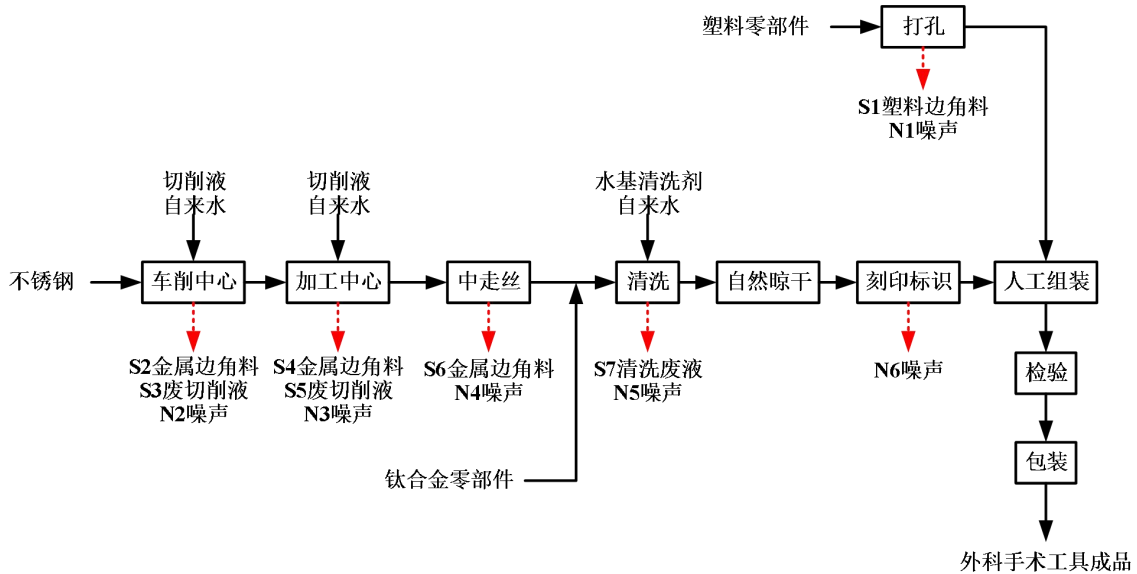 塑料零部件
打孔
S1塑料边角料
N1噪声
切削液
自来水
切削液
自来水
水基清洗剂
自来水
不锈钢
车削中心
加工中心
中走丝
清洗
自然晾干
刻印标识
人工组装
S2金属边角料
S3废切削液
N2噪声
S4金属边角料
S5废切削液
N3噪声
S6金属边角料
N4噪声
S7清洗废液
N5噪声
N6噪声
检验
钛合金零部件
包装
外科手术工具成品